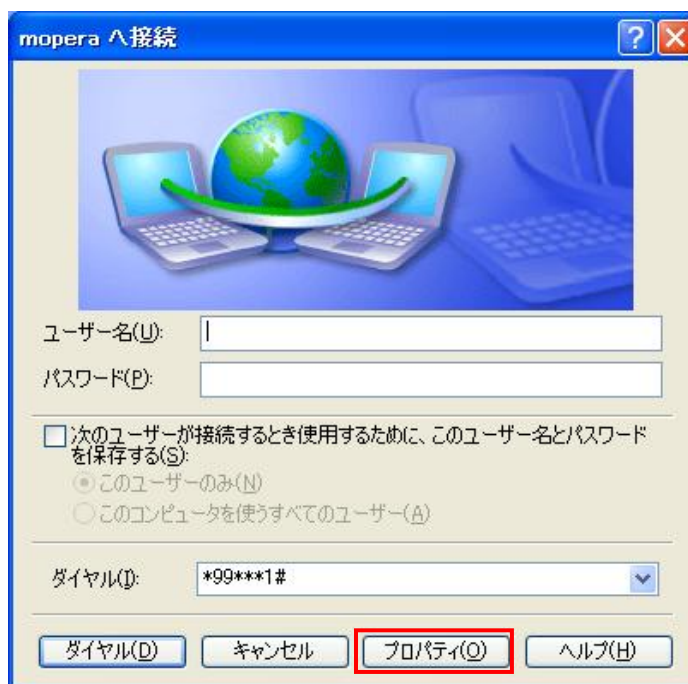 mopera へ接続
ユーザー名(U):
パスワード(P):
次のユーザーが接続するとき使用するために、このユーザー名とパスワード
を保存する(S):
このユーザーのみ(N)
このコンピュータを使うすべてのユーザー(A)
ダイヤル(I): *99***1#
ダイヤル(D) キャンセル プロパティ(O) ヘルプ(H)